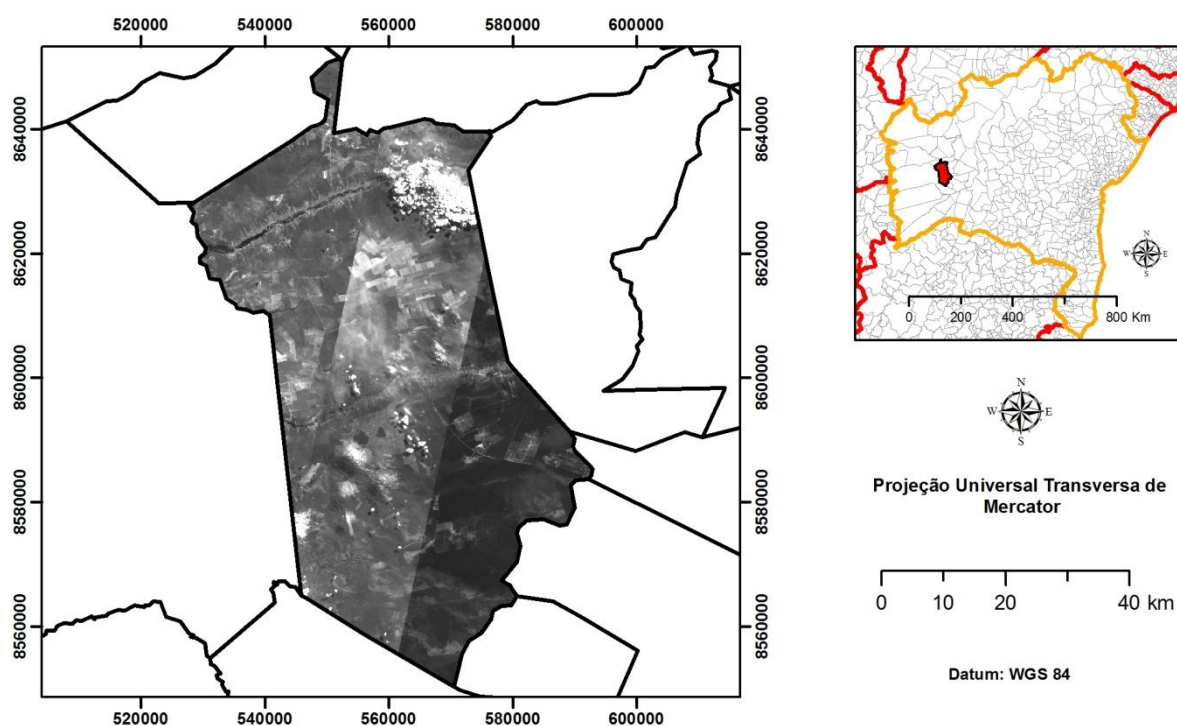 520000 540000 560000 580000 600000
8640000 8640000
8620000 8620000
8600000 8600000
8580000 8580000
8560000 8560000
520000 540000 560000 580000 600000
N
W E
S
0 200 400 800 Km
N
W E
S
Projeção Universal Transversa de
Mercator
0 10 20 40 km
Datum: WGS 84